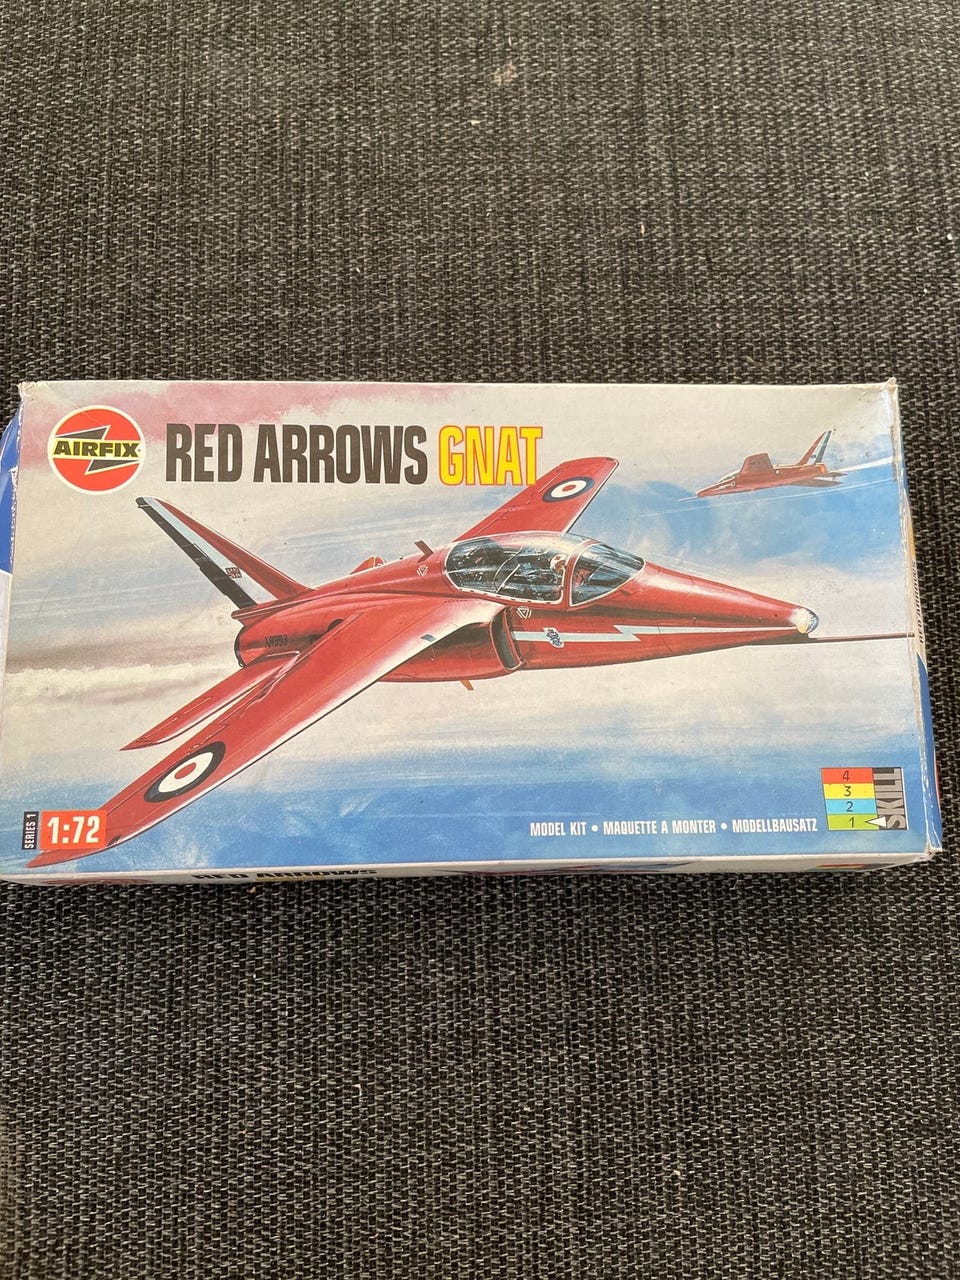 AIRFIX
RED ARROWS GNAT
SERIES 1
1:72
MODEL KIT • MAQUETTE A MONTER • MODELLBAUSATZ
4
3
2
1
SKILL
RED ARROWS